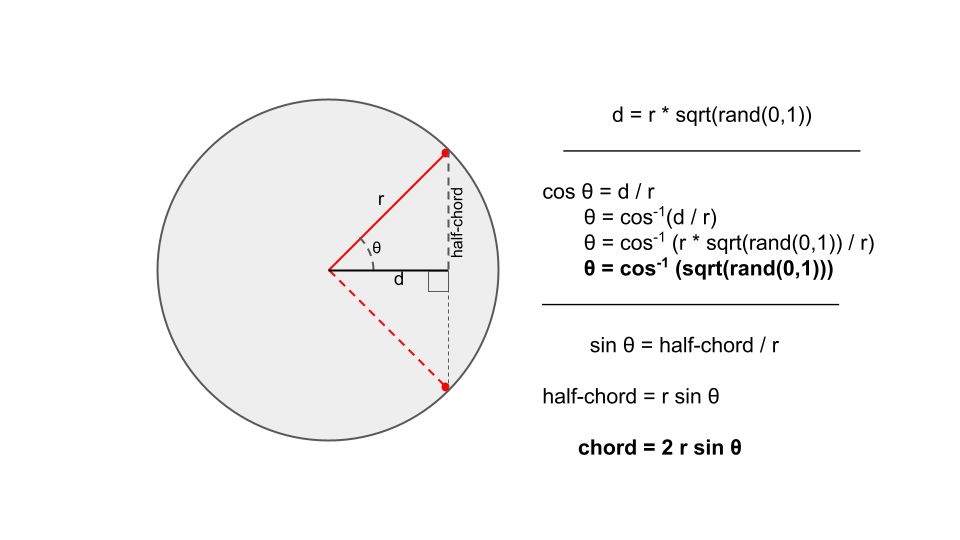 d = r * sqrt(rand(0,1))
r
half-chord
θ
d
cos θ = d / r
θ = cos⁻¹(d / r)
θ = cos⁻¹ (r * sqrt(rand(0,1)) / r)
θ = cos⁻¹ (sqrt(rand(0,1)))
sin θ = half-chord / r
half-chord = r sin θ
chord = 2 r sin θ